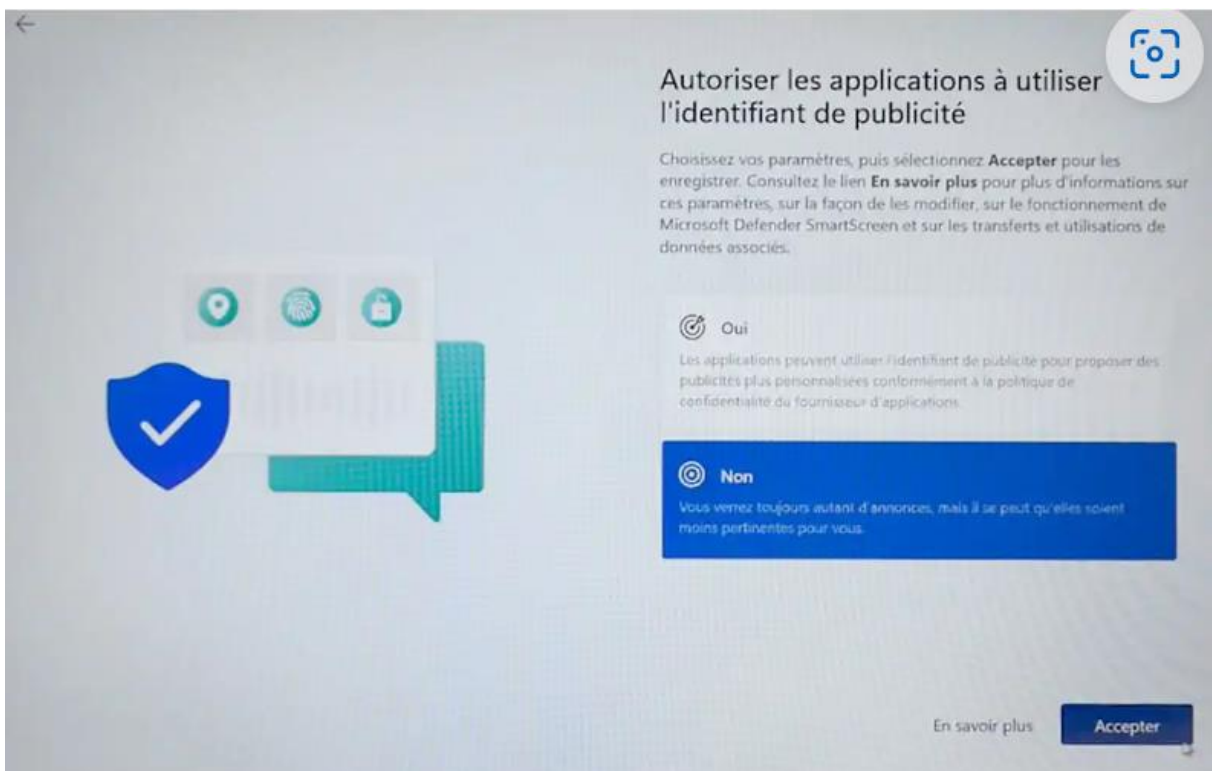 Autoriser les applications à utiliser
l'identifiant de publicité
Choisissez vos paramètres, puis sélectionnez Accepter pour les
enregistrer. Consultez le lien En savoir plus pour plus d'informations sur
ces paramètres, sur la façon de les modifier, sur le fonctionnement de
Microsoft Defender SmartScreen et sur les transferts et utilisations de
données associés.
Oui
Les applications peuvent utiliser l'identifiant de publicité pour proposer des
publicités plus personnalisées conformément à la politique de
confidentialité du fournisseur d'applications.
Non
Vous verrez toujours autant d'annonces, mais il se peut qu'elles soient
moins pertinentes pour vous.
En savoir plus
Accepter